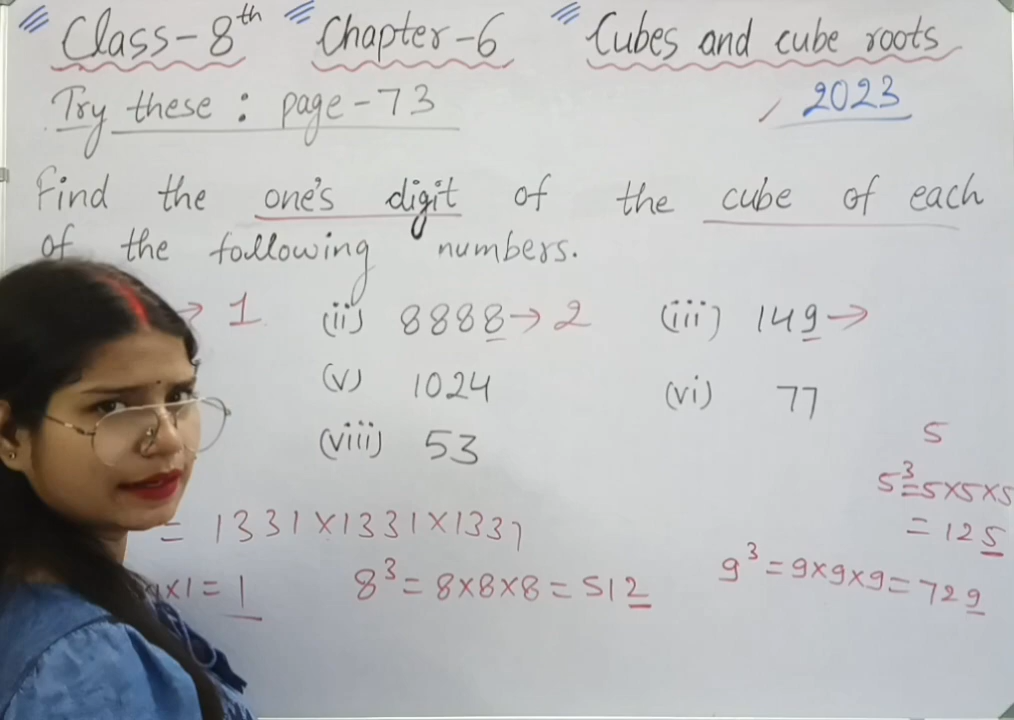 Class-8th Chapter-6 Cubes and cube roots
Try these : page-73 2023
Find the one's digit of the cube of each
of the following numbers.
→ 1 (ii) 8888→2 (iii) 149→
(v) 1024 (vi) 77
(viii) 53 5
5³=5×5×5
= 1331×1331×1331 = 125
×1=1 8³=8×8×8=512 9³=9×9×9=729